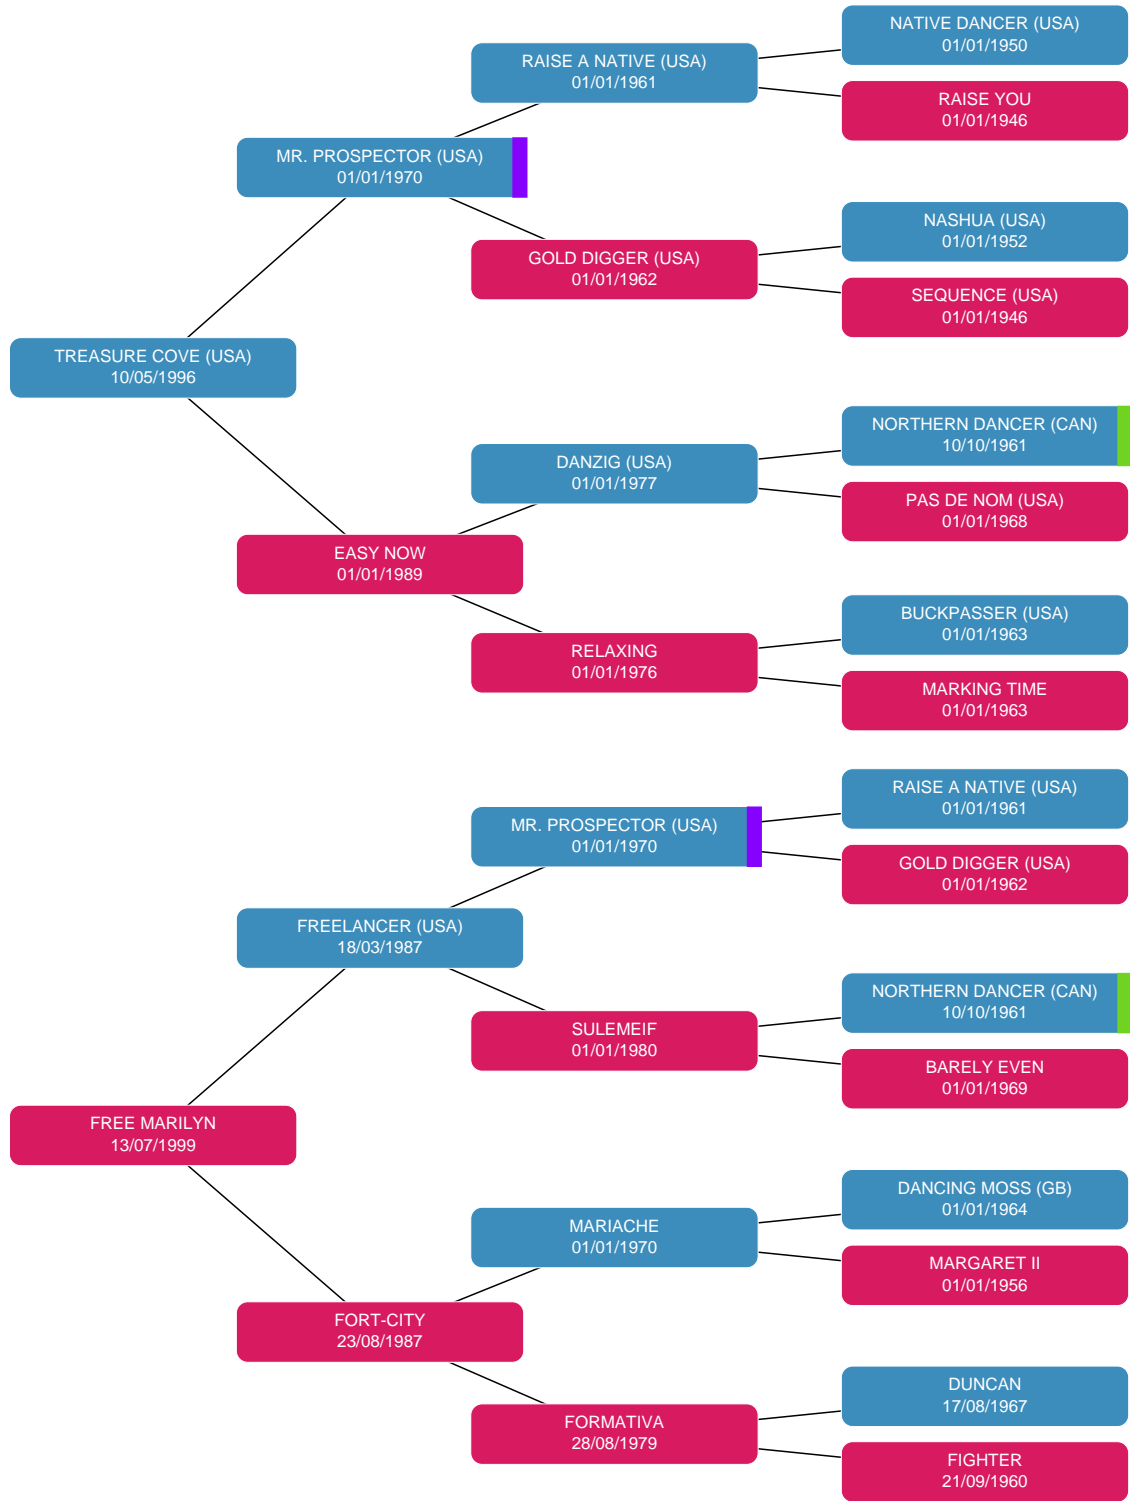 NATIVE DANCER (USA)
01/01/1950
RAISE A NATIVE (USA)
01/01/1961
RAISE YOU
01/01/1946
MR. PROSPECTOR (USA)
01/01/1970
NASHUA (USA)
01/01/1952
GOLD DIGGER (USA)
01/01/1962
SEQUENCE (USA)
01/01/1946
TREASURE COVE (USA)
10/05/1996
NORTHERN DANCER (CAN)
10/10/1961
DANZIG (USA)
01/01/1977
PAS DE NOM (USA)
01/01/1968
EASY NOW
01/01/1989
BUCKPASSER (USA)
01/01/1963
RELAXING
01/01/1976
MARKING TIME
01/01/1963
RAISE A NATIVE (USA)
01/01/1961
MR. PROSPECTOR (USA)
01/01/1970
GOLD DIGGER (USA)
01/01/1962
FREELANCER (USA)
18/03/1987
NORTHERN DANCER (CAN)
10/10/1961
SULEMEIF
01/01/1980
BARELY EVEN
01/01/1969
FREE MARILYN
13/07/1999
DANCING MOSS (GB)
01/01/1964
MARIACHE
01/01/1970
MARGARET II
01/01/1956
FORT-CITY
23/08/1987
DUNCAN
17/08/1967
FORMATIVA
28/08/1979
FIGHTER
21/09/1960